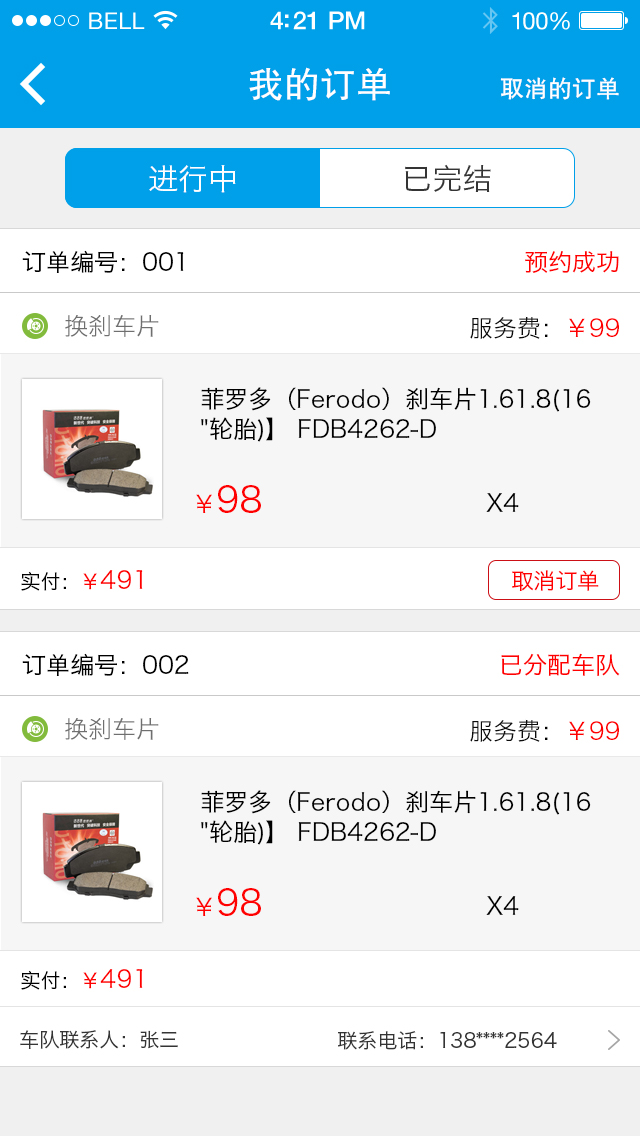 BELL 4:21 PM 100%
我的订单 取消的订单
进行中 已完结
订单编号：001 预约成功
换刹车片 服务费：￥99
菲罗多（Ferodo）刹车片1.61.8(16
"轮胎)】 FDB4262-D
￥98 X4
实付：￥491 取消订单
订单编号：002 已分配车队
换刹车片 服务费：￥99
菲罗多（Ferodo）刹车片1.61.8(16
"轮胎)】 FDB4262-D
￥98 X4
实付：￥491
车队联系人：张三 联系电话：138****2564